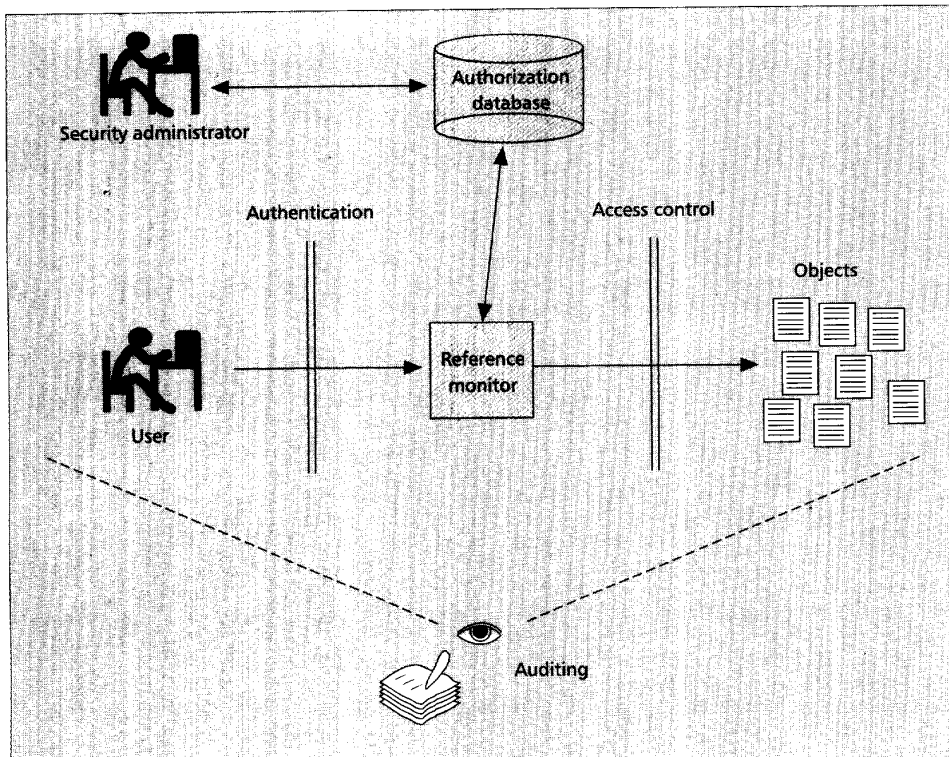 Authorization
database
Security administrator
Authentication
Access control
Objects
Reference
monitor
User
Auditing